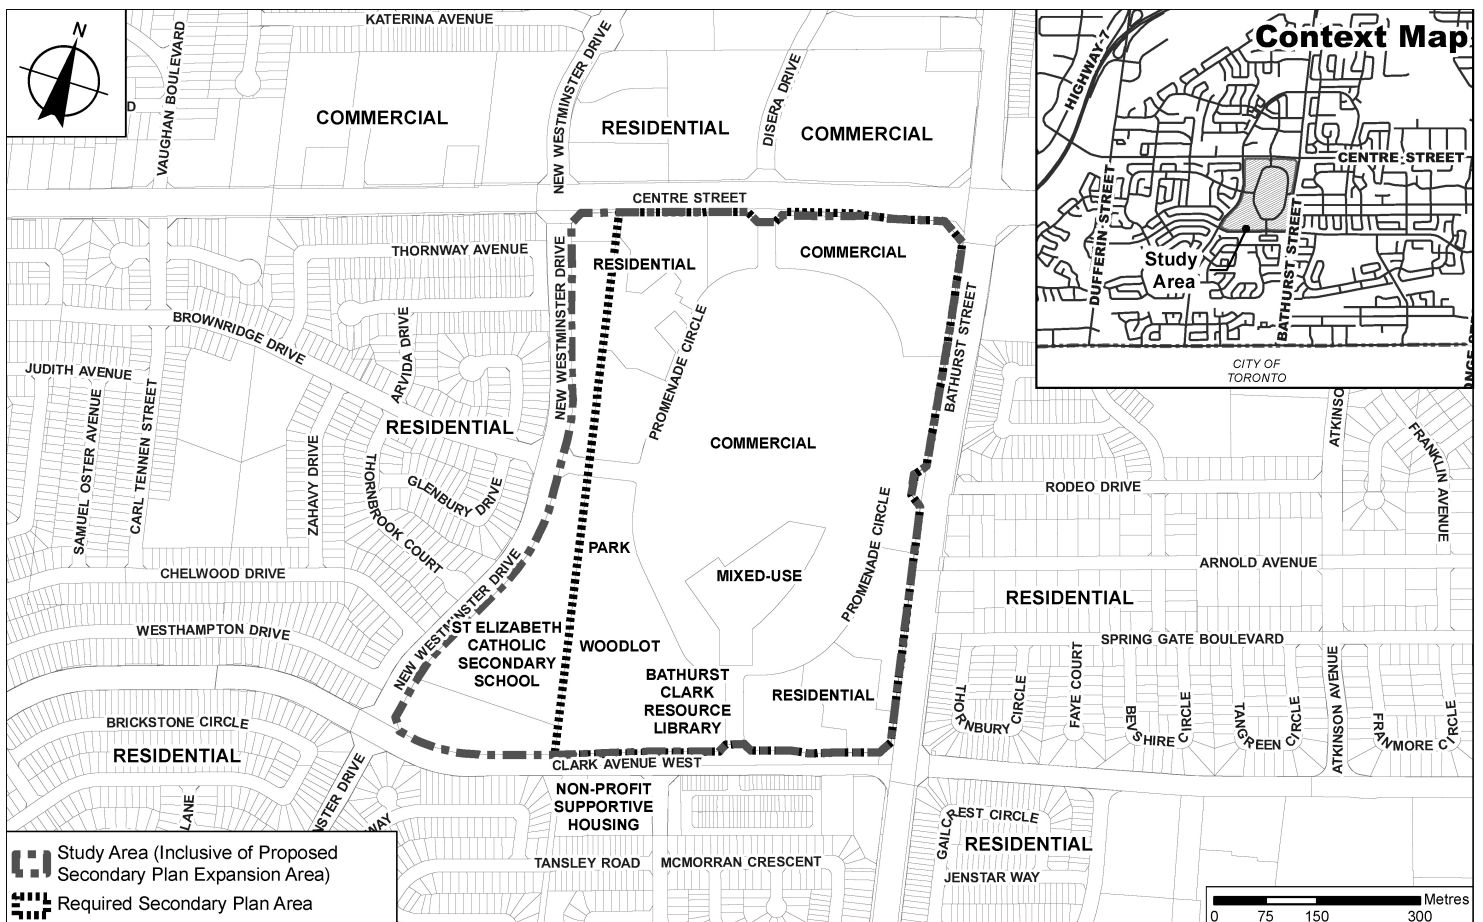 N
KATERINA AVENUE
VAUGHAN BOULEVARD
D
COMMERCIAL
NEW WESTMINSTER DRIVE
RESIDENTIAL
DISERA DRIVE
COMMERCIAL
Context Map
HIGHWAY 7
CENTRE STREET
DUFFERIN STREET
BATHURST STREET
Study
Area
CITY OF
TORONTO
CENTRE STREET
THORNWAY AVENUE
NEW WESTMINSTER DRIVE
RESIDENTIAL
COMMERCIAL
BROWNRIDGE DRIVE
ARVIDA DRIVE
PROMENADE CIRCLE
BATHURST STREET
JUDITH AVENUE
SAMUEL OSTER AVENUE
CARL TENNEN STREET
RESIDENTIAL
COMMERCIAL
ATKINSO
FRANKLIN AVENUE
ZAHAVY DRIVE
THORNBROOK COURT
GLENBURY DRIVE
RODEO DRIVE
PARK
PROMENADE CIRCLE
MIXED-USE
ARNOLD AVENUE
CHELWOOD DRIVE
NEW WESTMINSTER DRIVE
RESIDENTIAL
WESTHAMPTON DRIVE
ST ELIZABETH
CATHOLIC
SECONDARY
SCHOOL
WOODLOT
BATHURST
CLARK
RESOURCE
LIBRARY
RESIDENTIAL
SPRING GATE BOULEVARD
THORNBURY CIRCLE
FAYE COURT
BEVSHIRE CIRCLE
TANGREEN CIRCLE
ATKINSON AVENUE
FRANMORE CIRCLE
BRICKSTONE CIRCLE
RESIDENTIAL
CLARK AVENUE WEST
NON-PROFIT
SUPPORTIVE
HOUSING
NSTER DRIVE
WAY
LANE
TANSLEY ROAD
MCMORRAN CRESCENT
GAILCREST CIRCLE
RESIDENTIAL
JENSTAR WAY
Study Area (Inclusive of Proposed
Secondary Plan Expansion Area)
Required Secondary Plan Area
Metres
0 75 150 300